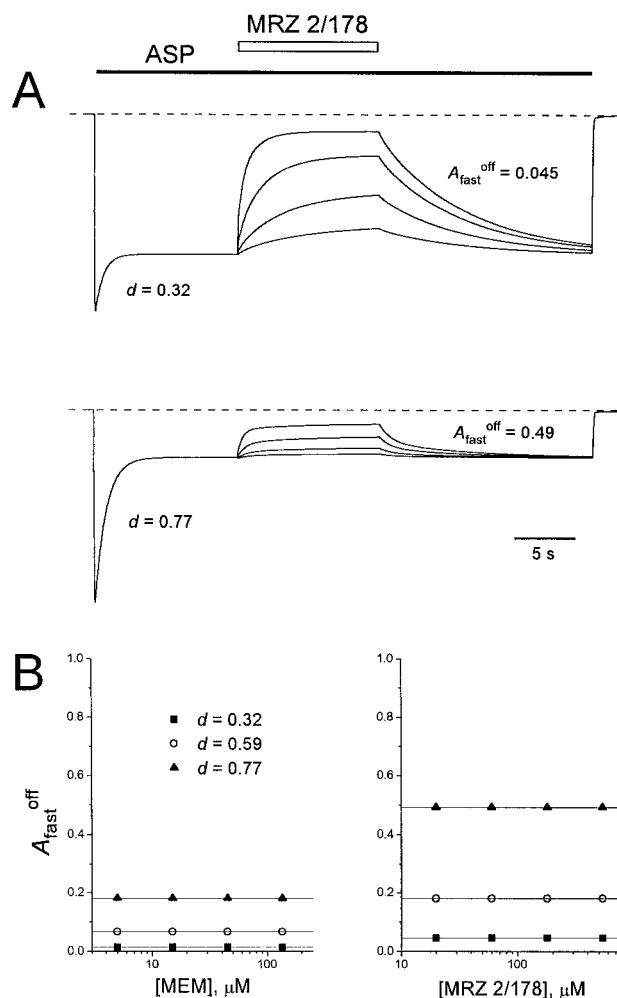 MRZ 2/178
ASP
A
A_fast^off = 0.045
d = 0.32
A_fast^off = 0.49
d = 0.77
5 s
B
1.0
0.8
0.6
0.4
0.2
0.0
A_fast^off
d = 0.32
d = 0.59
d = 0.77
10 100
[MEM], µM
1.0
0.8
0.6
0.4
0.2
0.0
10 100
[MRZ 2/178], µM